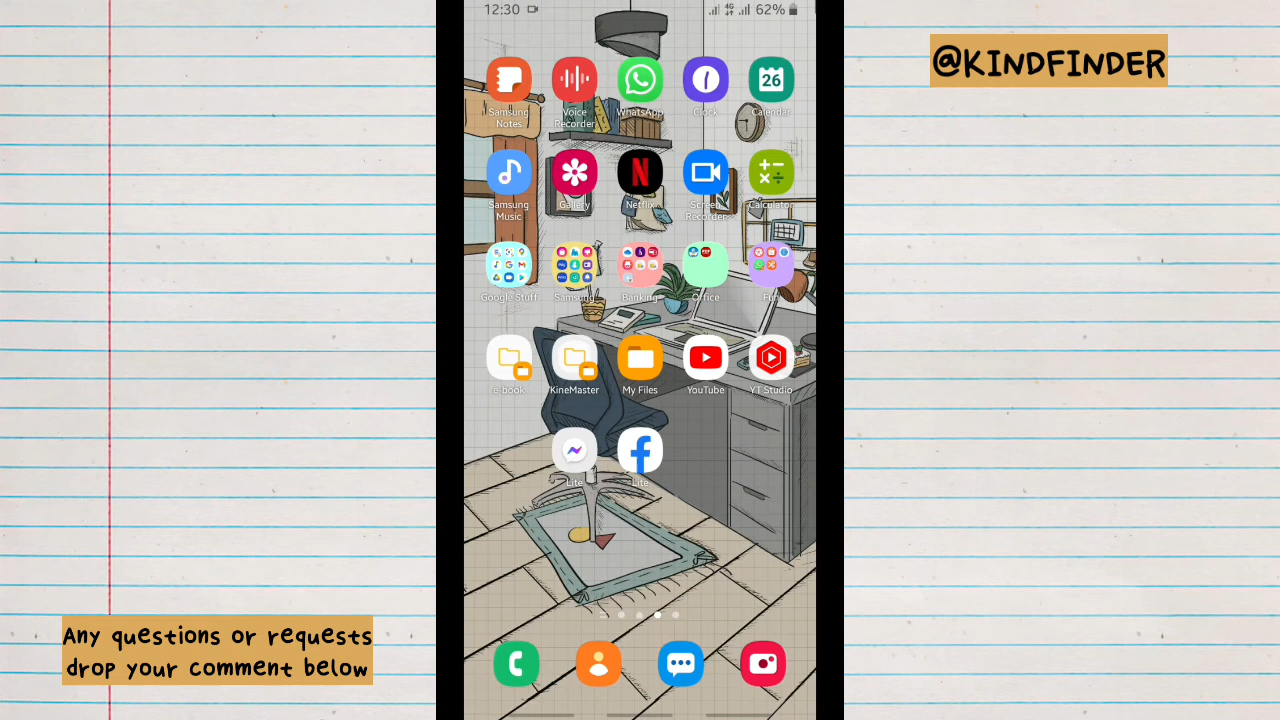 12:30
4G
62%
@KINDFINDER
Samsung
Notes
Voice
Recorder
WhatsApp
Clock
26
Calendar
Samsung
Music
Gallery
Netflix
Screen
Recorder
Calculator
Google Stuff
Samsung
Banking
Office
Fun
e-book
KineMaster
My Files
YouTube
YT Studio
Lite
Lite
Any questions or requests
drop your comment below